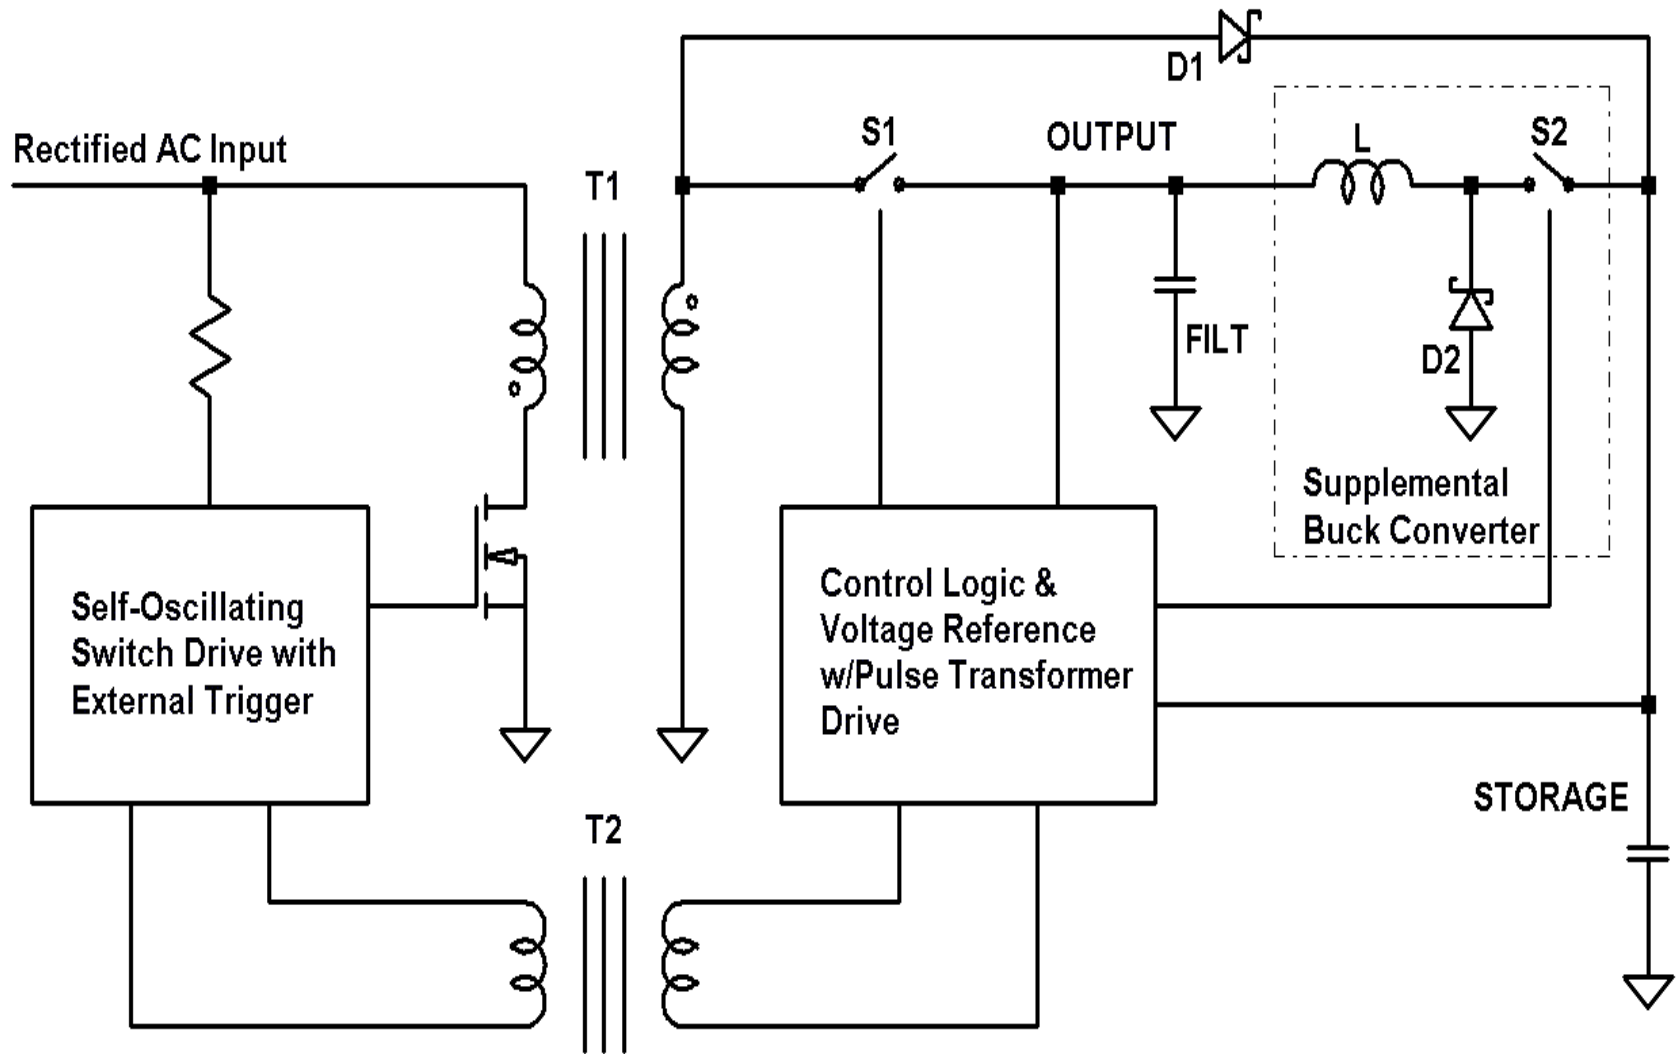 D1
Rectified AC Input
T1
S1
OUTPUT
L
S2
FILT
D2
Supplemental
Buck Converter
Self-Oscillating
Switch Drive with
External Trigger
Control Logic &
Voltage Reference
w/Pulse Transformer
Drive
STORAGE
T2